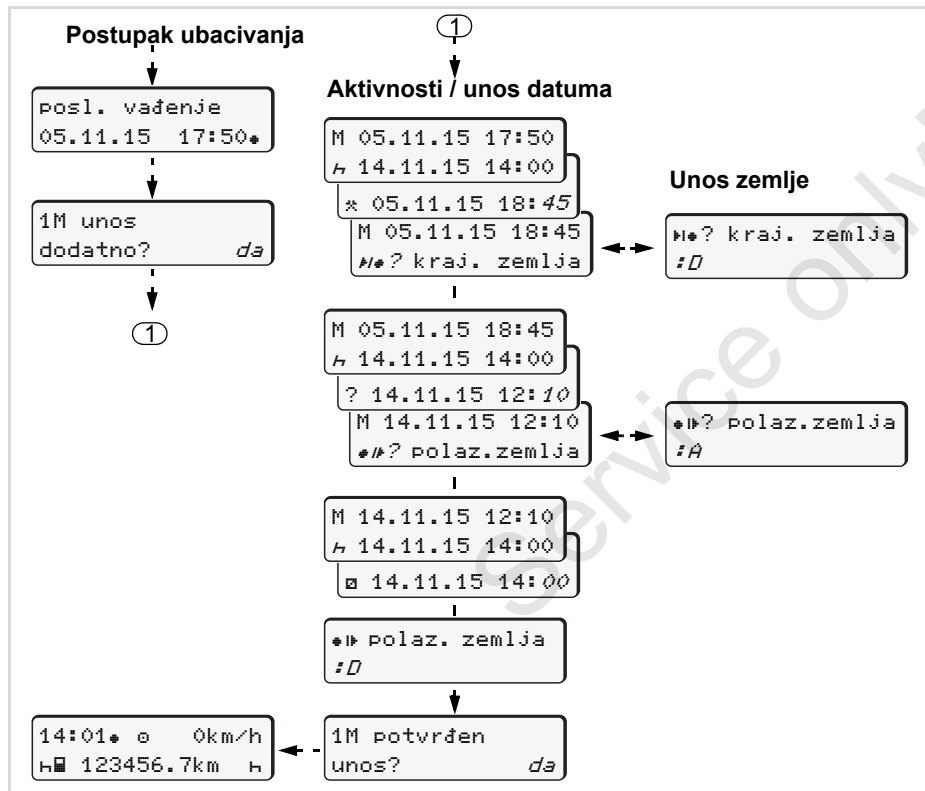 Postupak ubacivanja
posl. vađenje
05.11.15 17:50
1M unos
dodatno? da
1
1
Aktivnosti / unos datuma
M 05.11.15 17:50
14.11.15 14:00
05.11.15 18:45
M 05.11.15 18:45
? kraj. zemlja
Unos zemlje
? kraj. zemlja
:D
M 05.11.15 18:45
14.11.15 14:00
? 14.11.15 12:10
M 14.11.15 12:10
? polaz.zemlja
? polaz.zemlja
:A
M 14.11.15 12:10
14.11.15 14:00
14.11.15 14:00
polaz. zemlja
:D
1M potvrđen
unos? da
14:01 0km/h
123456.7km
Service only